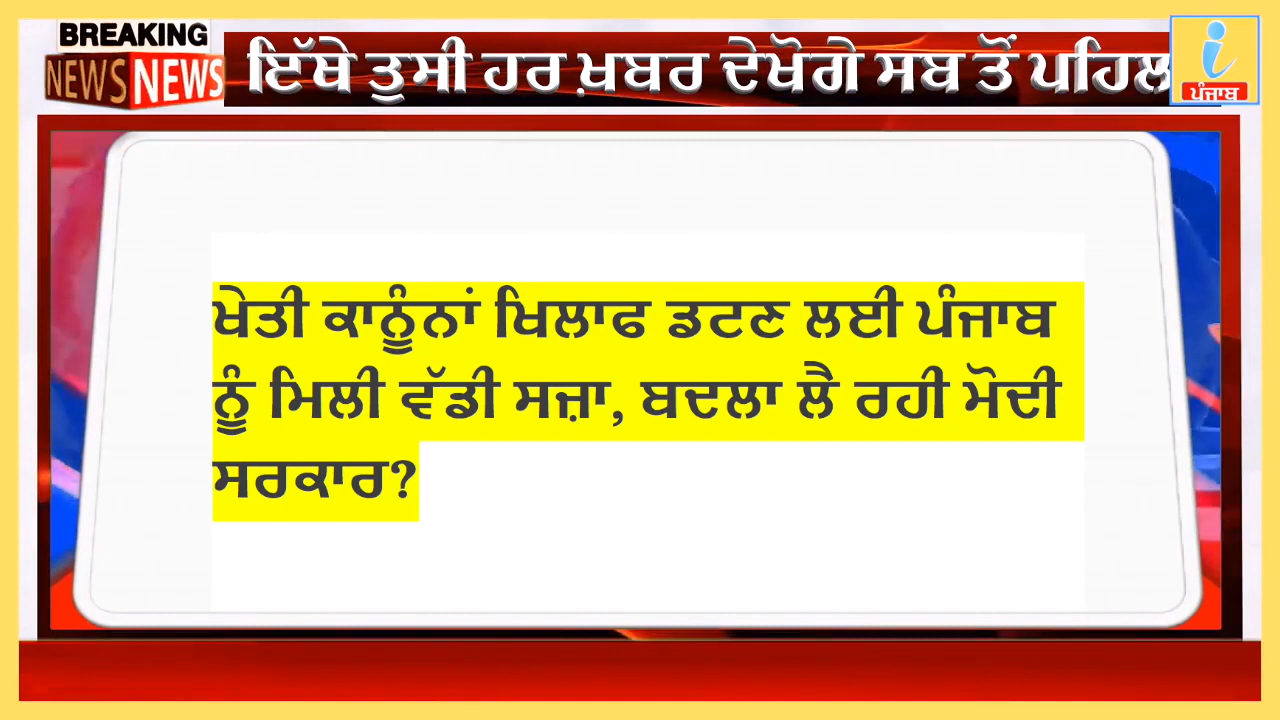 BREAKING
NEWS NEWS
ਇੱਥੇ ਤੁਸੀ ਹਰ ਖ਼ਬਰ ਦੇਖੋਗੇ ਸਬ ਤੋਂ ਪਹਿਲ
i
ਪੰਜਾਬ
ਖੇਤੀ ਕਾਨੂੰਨਾਂ ਖਿਲਾਫ ਡਟਣ ਲਈ ਪੰਜਾਬ
ਨੂੰ ਮਿਲੀ ਵੱਡੀ ਸਜ਼ਾ, ਬਦਲਾ ਲੈ ਰਹੀ ਮੋਦੀ
ਸਰਕਾਰ?